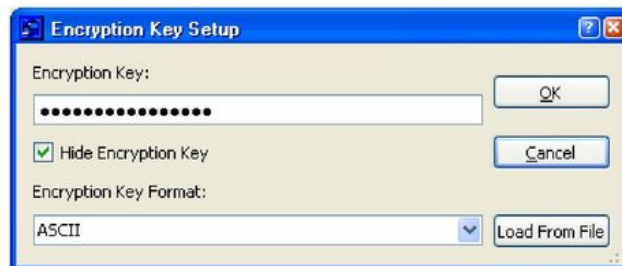 Encryption Key Setup
Encryption Key:
●●●●●●●●●●●●●●●●
OK
Hide Encryption Key
Cancel
Encryption Key Format:
ASCII
Load From File